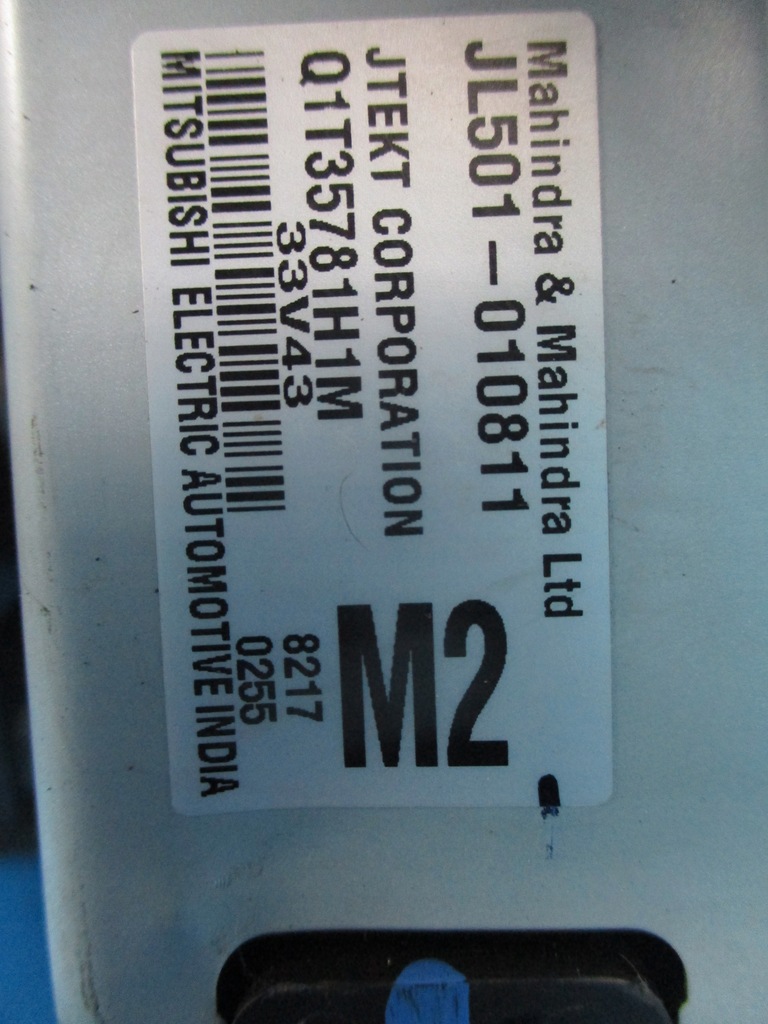 Mahindra & Mahindra Ltd
JL501-010811
M2
JTEKT CORPORATION
Q1T35781H1M
33V43
8217
0255
MITSUBISHI ELECTRIC AUTOMOTIVE INDIA